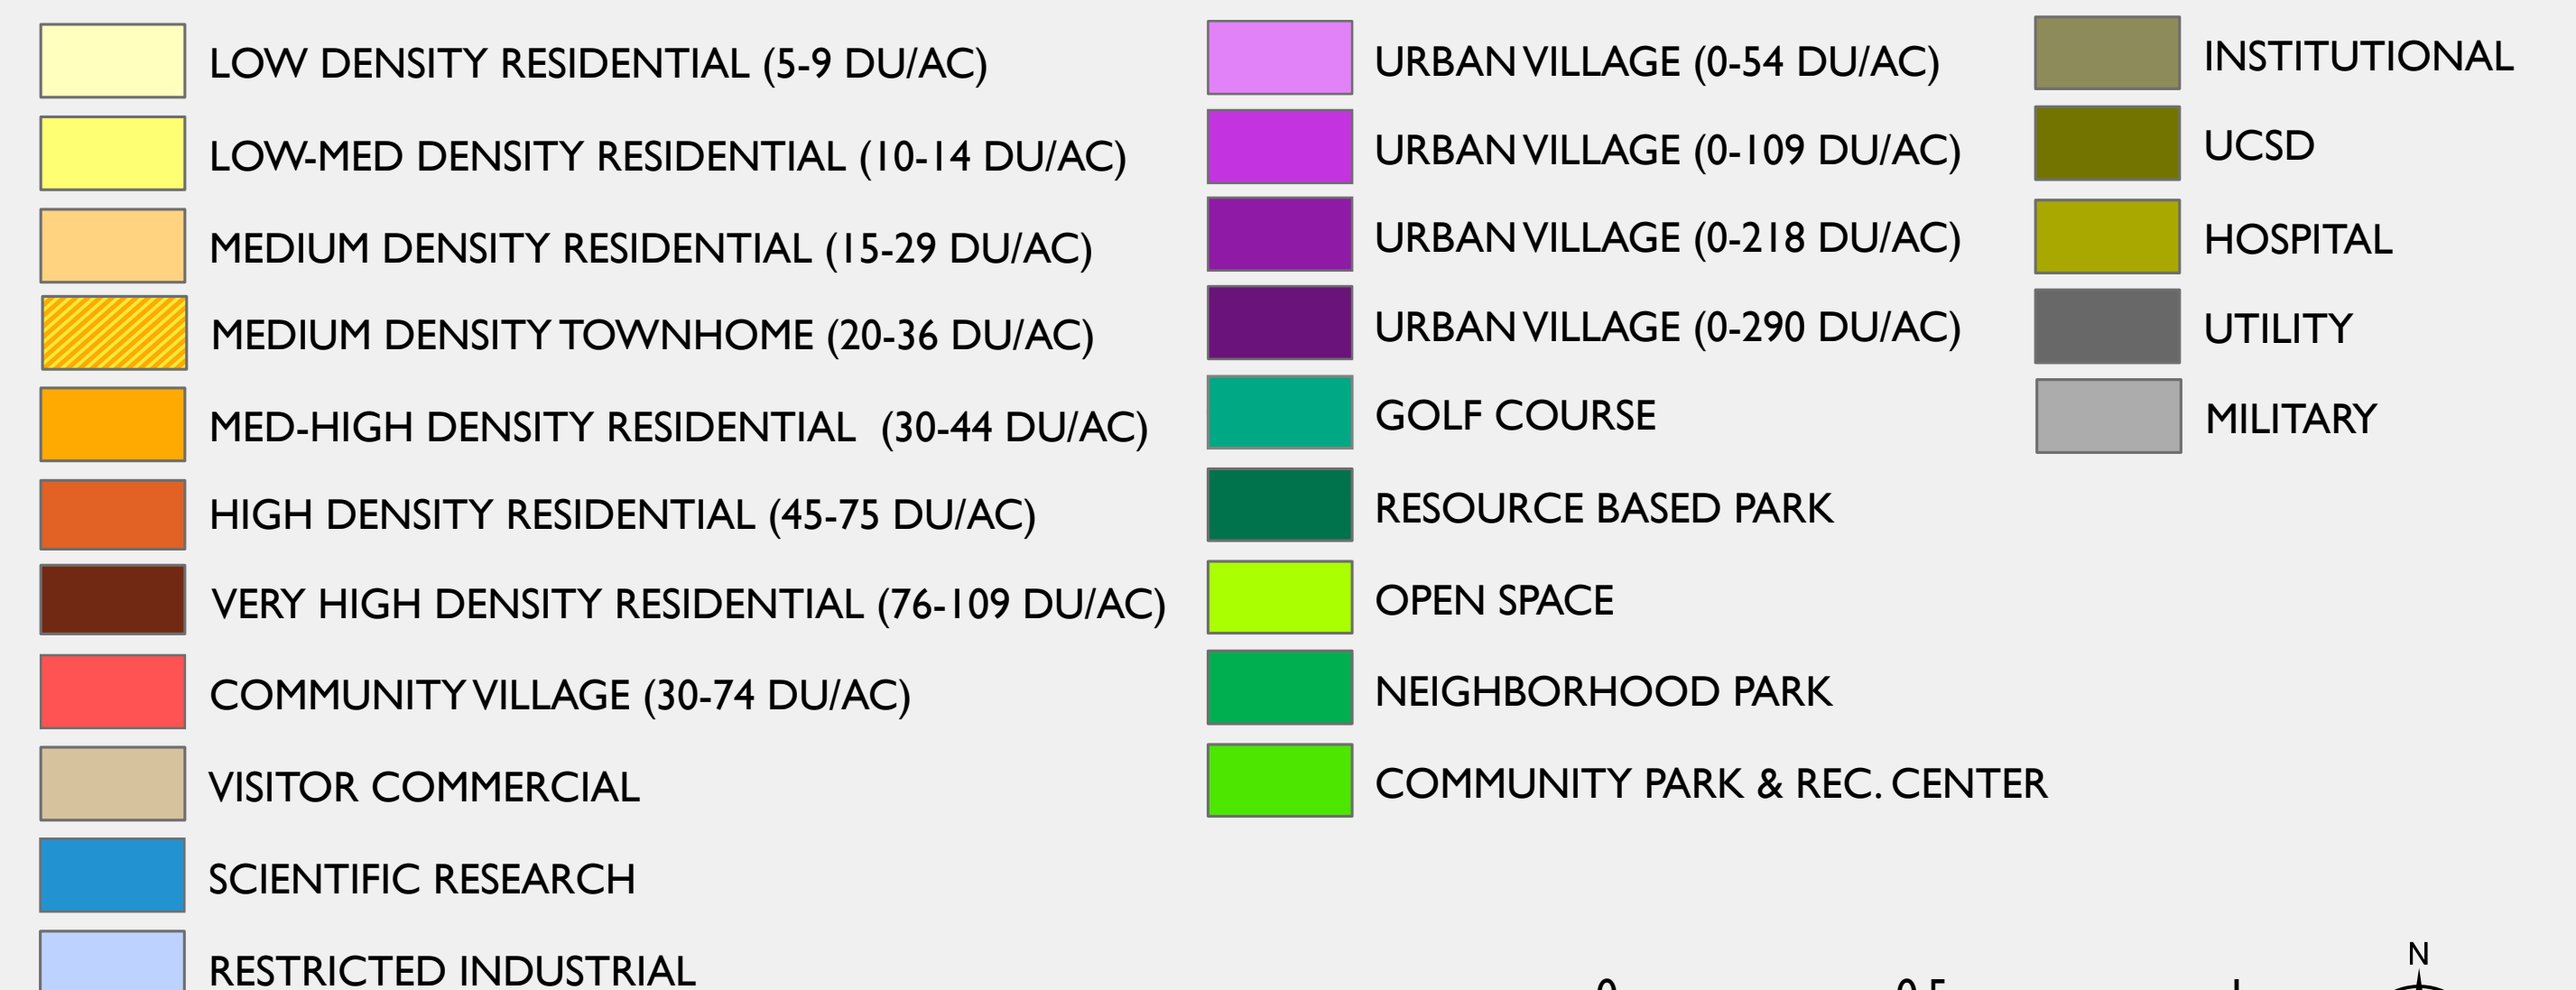 LOW DENSITY RESIDENTIAL (5-9 DU/AC)
LOW-MED DENSITY RESIDENTIAL (10-14 DU/AC)
MEDIUM DENSITY RESIDENTIAL (15-29 DU/AC)
MEDIUM DENSITY TOWNHOME (20-36 DU/AC)
MED-HIGH DENSITY RESIDENTIAL (30-44 DU/AC)
HIGH DENSITY RESIDENTIAL (45-75 DU/AC)
VERY HIGH DENSITY RESIDENTIAL (76-109 DU/AC)
COMMUNITY VILLAGE (30-74 DU/AC)
VISITOR COMMERCIAL
SCIENTIFIC RESEARCH
RESTRICTED INDUSTRIAL
URBAN VILLAGE (0-54 DU/AC)
URBAN VILLAGE (0-109 DU/AC)
URBAN VILLAGE (0-218 DU/AC)
URBAN VILLAGE (0-290 DU/AC)
GOLF COURSE
RESOURCE BASED PARK
OPEN SPACE
NEIGHBORHOOD PARK
COMMUNITY PARK & REC. CENTER
INSTITUTIONAL
UCSD
HOSPITAL
UTILITY
MILITARY
N